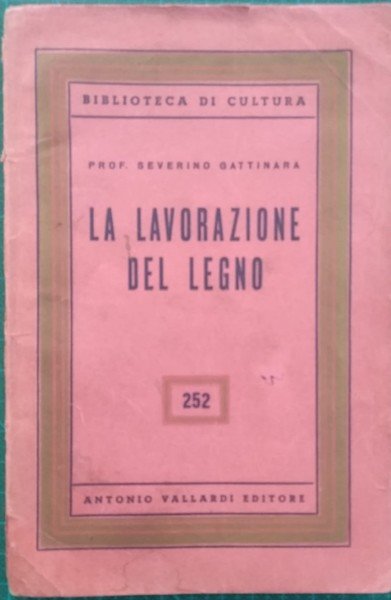 BIBLIOTECA DI CULTURA
PROF. SEVERINO GATTINARA
LA LAVORAZIONE
DEL LEGNO
252
ANTONIO VALLARDI EDITORE